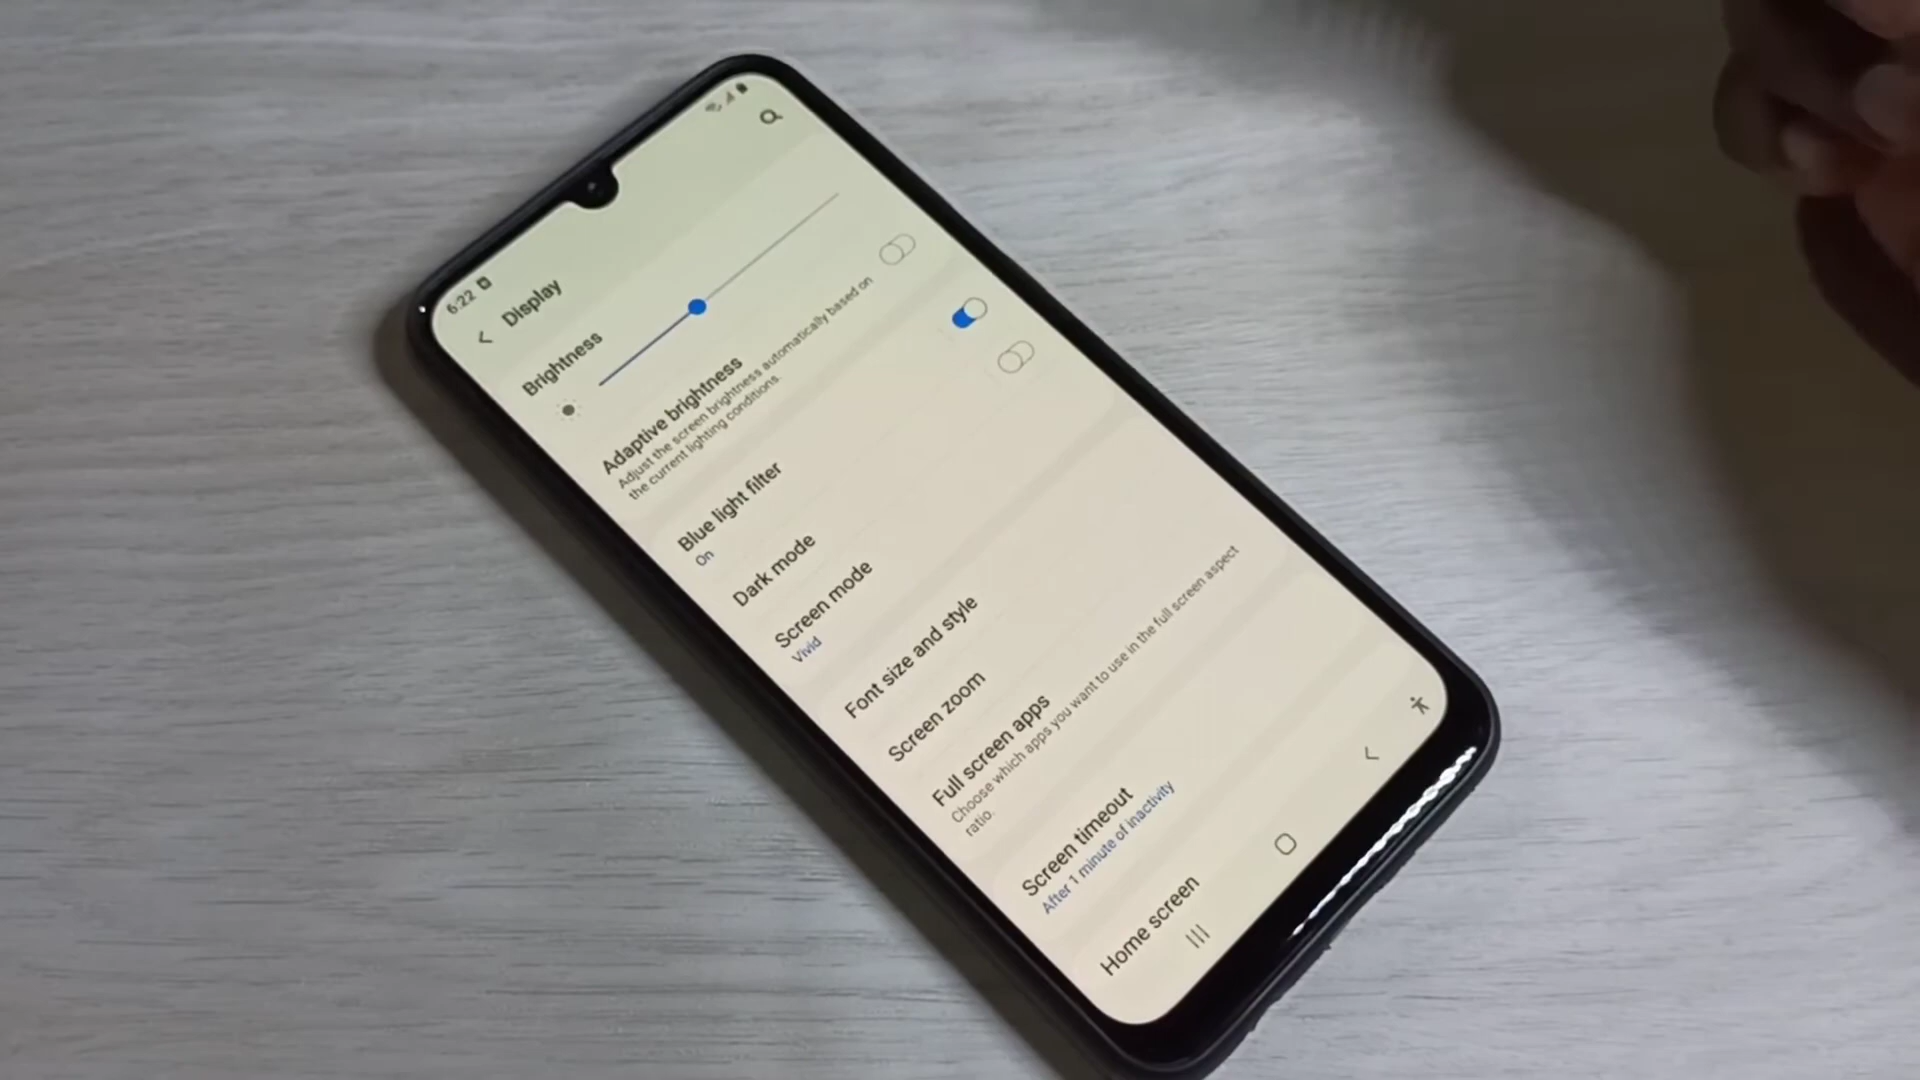 6:22
Display
Brightness
Adaptive brightness
Adjust the screen brightness automatically based on
the current lighting conditions.
Blue light filter
On
Dark mode
Screen mode
Vivid
Font size and style
Screen zoom
Full screen apps
Choose which apps you want to use in the full screen aspect
ratio.
Screen timeout
After 1 minute of inactivity
Home screen